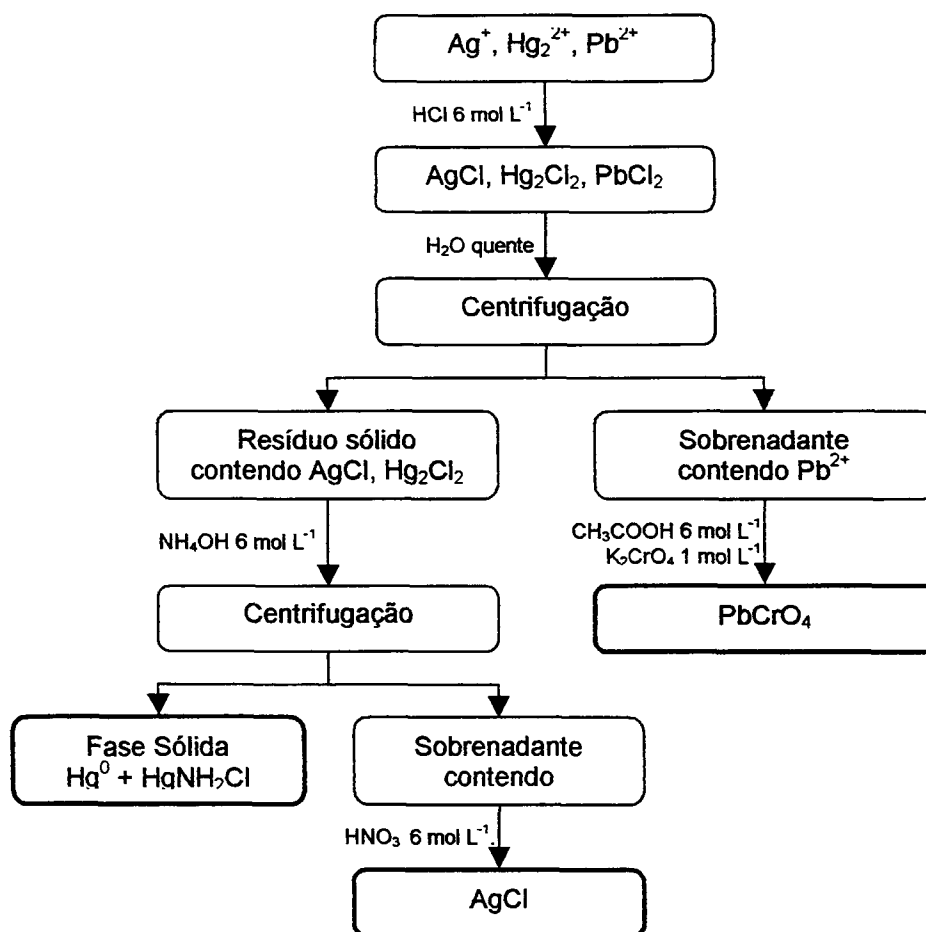 Ag⁺, Hg₂²⁺, Pb²⁺
HCl 6 mol L⁻¹
AgCl, Hg₂Cl₂, PbCl₂
H₂O quente
Centrifugação
Resíduo sólido
contendo AgCl, Hg₂Cl₂
Sobrenadante
contendo Pb²⁺
NH₄OH 6 mol L⁻¹
CH₃COOH 6 mol L⁻¹
K₂CrO₄ 1 mol L⁻¹
Centrifugação
PbCrO₄
Fase Sólida
Hg⁰ + HgNH₂Cl
Sobrenadante
contendo
HNO₃ 6 mol L⁻¹.
AgCl